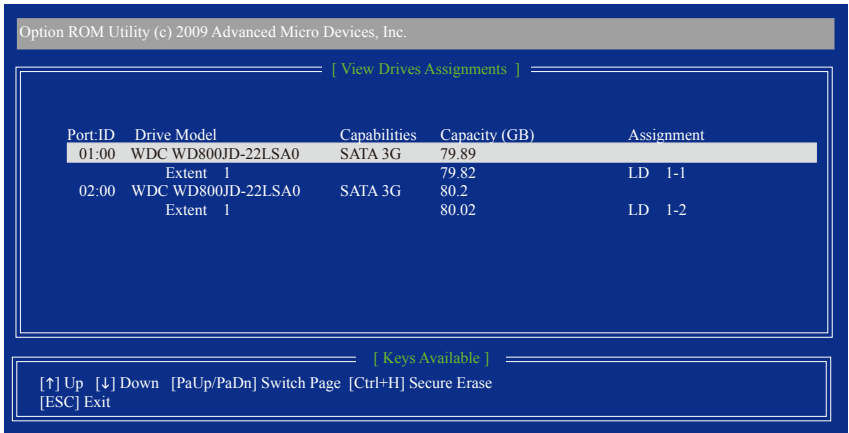 Option ROM Utility (c) 2009 Advanced Micro Devices, Inc.
[ View Drives Assignments ]
Port:ID Drive Model Capabilities Capacity (GB) Assignment
01:00 WDC WD800JD-22LSA0 SATA 3G 79.89
Extent 1 79.82 LD 1-1
02:00 WDC WD800JD-22LSA0 SATA 3G 80.2
Extent 1 80.02 LD 1-2
[ Keys Available ]
[↑] Up [↓] Down [PaUp/PaDn] Switch Page [Ctrl+H] Secure Erase
[ESC] Exit